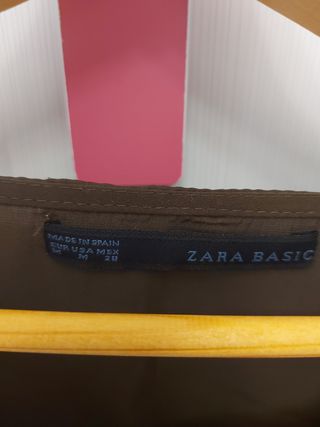 MADE IN SPAIN
EUR USA MEX
M M 28
ZARA BASIC